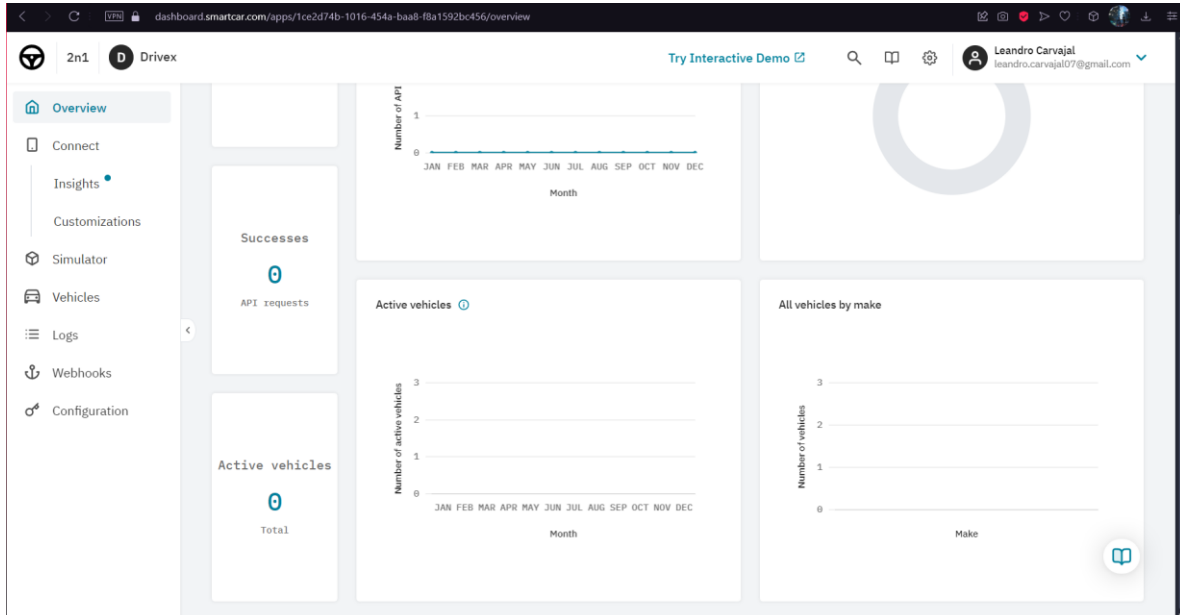 VPN dashboard.smartcar.com/apps/1ce2d74b-1016-454a-baa8-f8a1592bc456/overview
2n1 D Drivex
Try Interactive Demo
Leandro Carvajal
leandro.carvajal07@gmail.com
Overview
Connect
Insights
Customizations
Simulator
Vehicles
Logs
Webhooks
Configuration
Successes
0
API requests
Active vehicles
0
Total
Number of API
1
0
JAN FEB MAR APR MAY JUN JUL AUG SEP OCT NOV DEC
Month
Active vehicles
Number of active vehicles
3
2
1
0
JAN FEB MAR APR MAY JUN JUL AUG SEP OCT NOV DEC
Month
All vehicles by make
Number of vehicles
3
2
1
0
Make